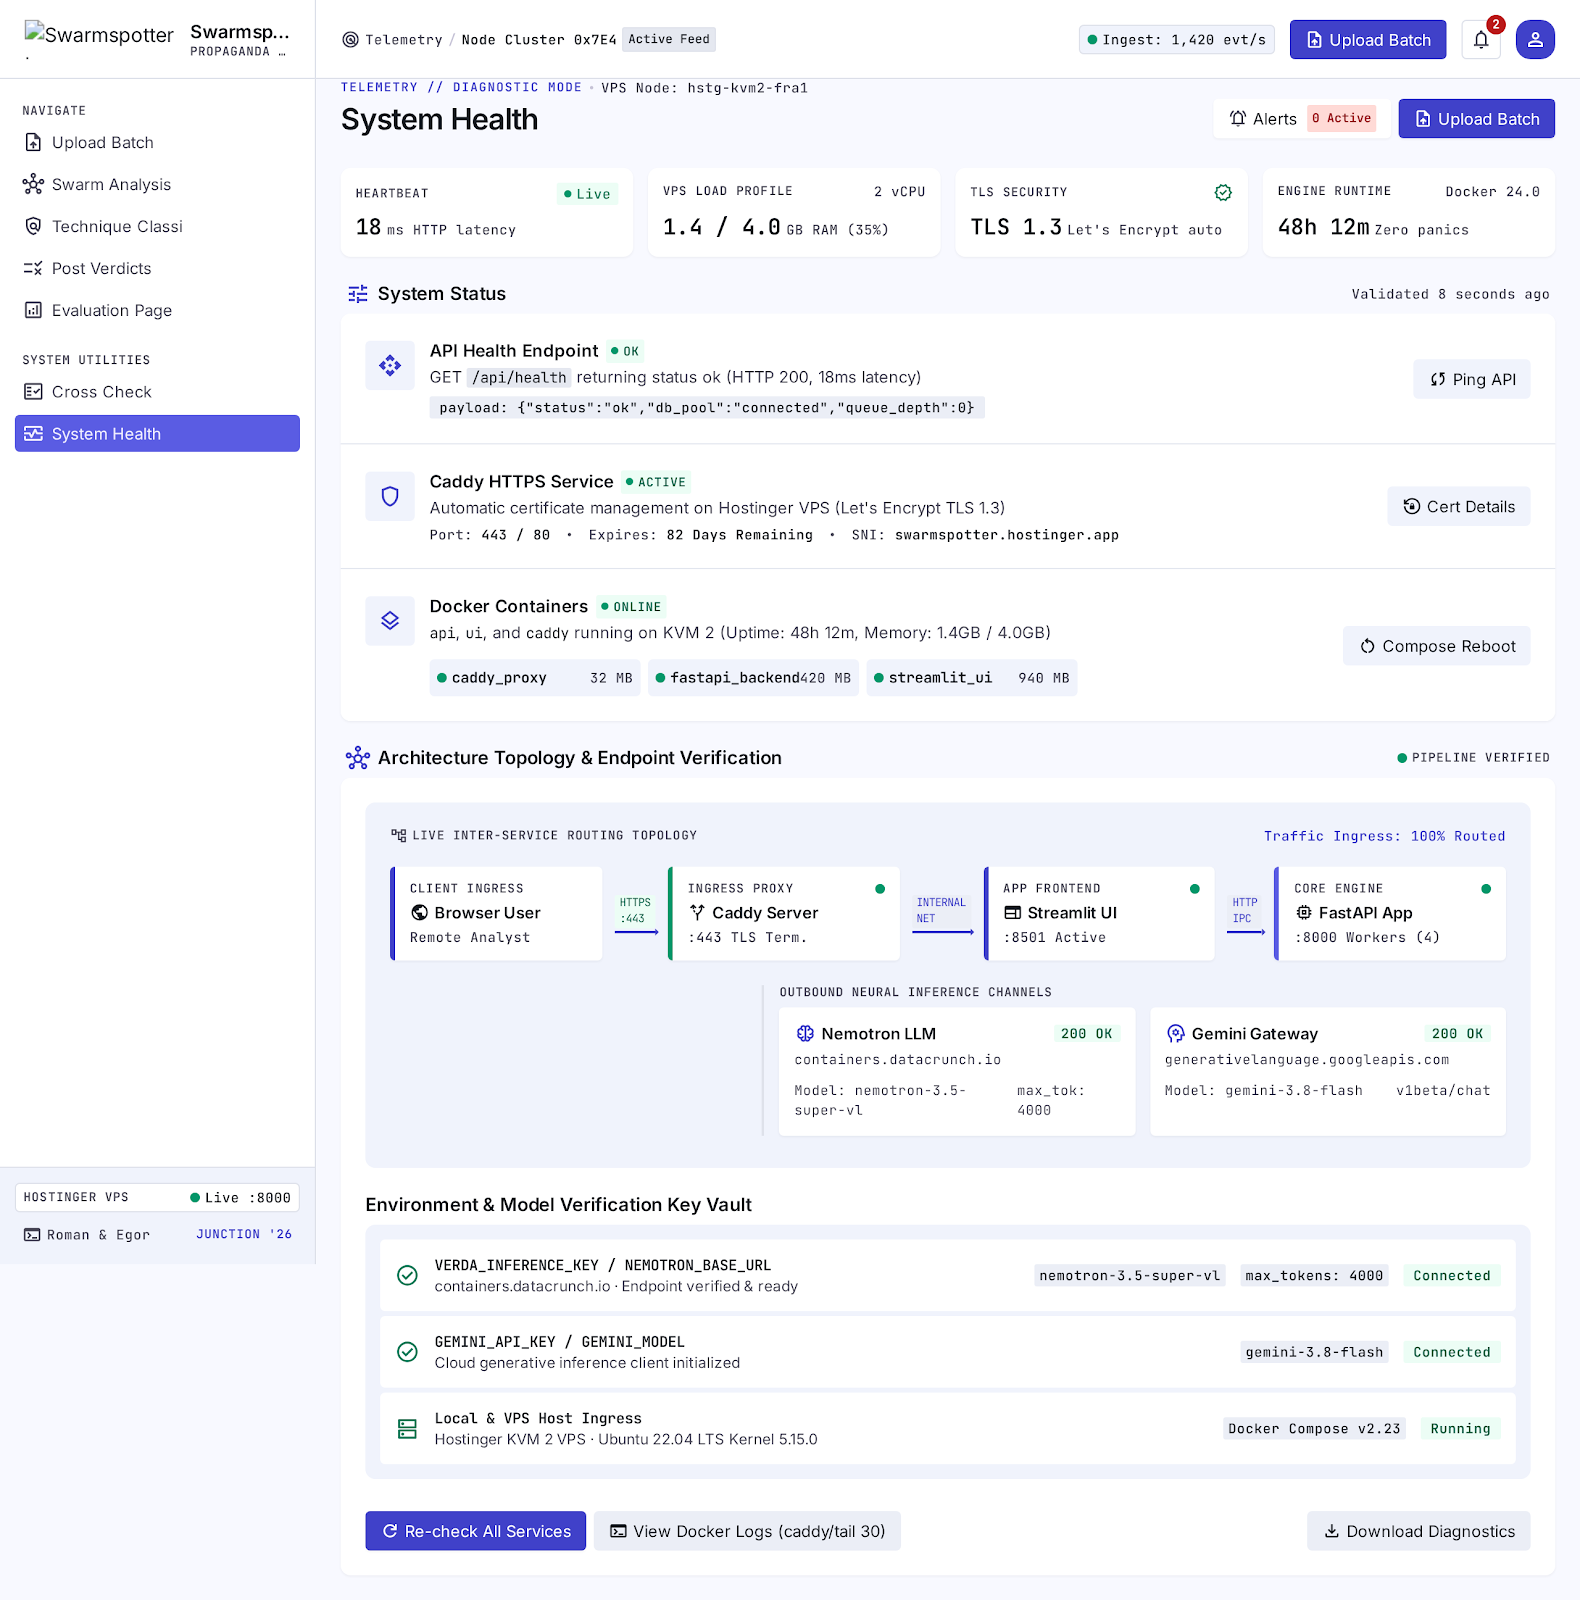 Swarmspotter
Swarmsp...
PROPAGANDA …
NAVIGATE
Upload Batch
Swarm Analysis
Technique Classi
Post Verdicts
Evaluation Page
SYSTEM UTILITIES
Cross Check
System Health
HOSTINGER VPS
Live :8000
Roman & Egor
JUNCTION '26
Telemetry / Node Cluster 0x7E4 Active Feed
Ingest: 1,420 evt/s
Upload Batch
2
TELEMETRY // DIAGNOSTIC MODE • VPS Node: hstg-kvm2-fra1
System Health
Alerts 0 Active
Upload Batch
HEARTBEAT
Live
18 ms HTTP latency
VPS LOAD PROFILE
2 vCPU
1.4 / 4.0 GB RAM (35%)
TLS SECURITY
TLS 1.3 Let's Encrypt auto
ENGINE RUNTIME
Docker 24.0
48h 12m Zero panics
System Status
Validated 8 seconds ago
API Health Endpoint OK
GET /api/health returning status ok (HTTP 200, 18ms latency)
payload: {"status":"ok","db_pool":"connected","queue_depth":0}
Ping API
Caddy HTTPS Service ACTIVE
Automatic certificate management on Hostinger VPS (Let's Encrypt TLS 1.3)
Port: 443 / 80 • Expires: 82 Days Remaining • SNI: swarmspotter.hostinger.app
Cert Details
Docker Containers ONLINE
api, ui, and caddy running on KVM 2 (Uptime: 48h 12m, Memory: 1.4GB / 4.0GB)
caddy_proxy 32 MB
fastapi_backend 420 MB
streamlit_ui 940 MB
Compose Reboot
Architecture Topology & Endpoint Verification
PIPELINE VERIFIED
LIVE INTER-SERVICE ROUTING TOPOLOGY
Traffic Ingress: 100% Routed
CLIENT INGRESS
Browser User
Remote Analyst
HTTPS
:443
INGRESS PROXY
Caddy Server
:443 TLS Term.
INTERNAL
NET
APP FRONTEND
Streamlit UI
:8501 Active
HTTP
IPC
CORE ENGINE
FastAPI App
:8000 Workers (4)
OUTBOUND NEURAL INFERENCE CHANNELS
Nemotron LLM
200 OK
containers.datacrunch.io
Model: nemotron-3.5-
super-vl
max_tok:
4000
Gemini Gateway
200 OK
generativelanguage.googleapis.com
Model: gemini-3.8-flash
v1beta/chat
Environment & Model Verification Key Vault
VERDA_INFERENCE_KEY / NEMOTRON_BASE_URL
containers.datacrunch.io · Endpoint verified & ready
nemotron-3.5-super-vl
max_tokens: 4000
Connected
GEMINI_API_KEY / GEMINI_MODEL
Cloud generative inference client initialized
gemini-3.8-flash
Connected
Local & VPS Host Ingress
Hostinger KVM 2 VPS · Ubuntu 22.04 LTS Kernel 5.15.0
Docker Compose v2.23
Running
Re-check All Services
View Docker Logs (caddy/tail 30)
Download Diagnostics